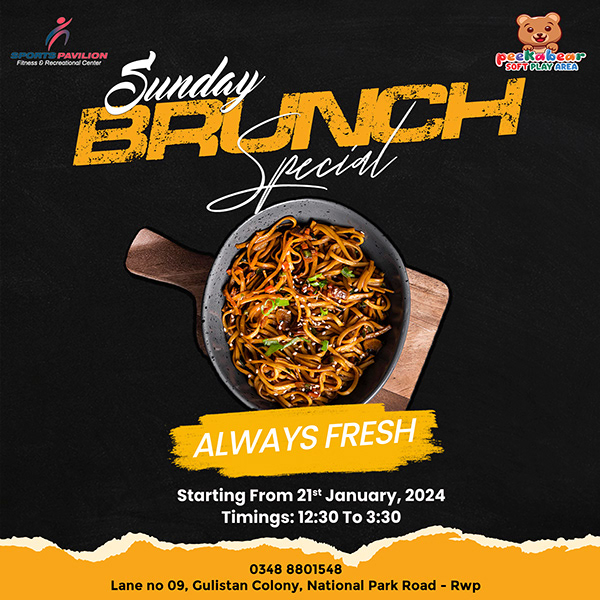 SPORTS PAVILION
Fitness & Recreational Center
peekabear
SOFT PLAY AREA
Sunday
BRUNCH
Special
ALWAYS FRESH
Starting From 21st January, 2024
Timings: 12:30 To 3:30
0348 8801548
Lane no 09, Gulistan Colony, National Park Road - Rwp